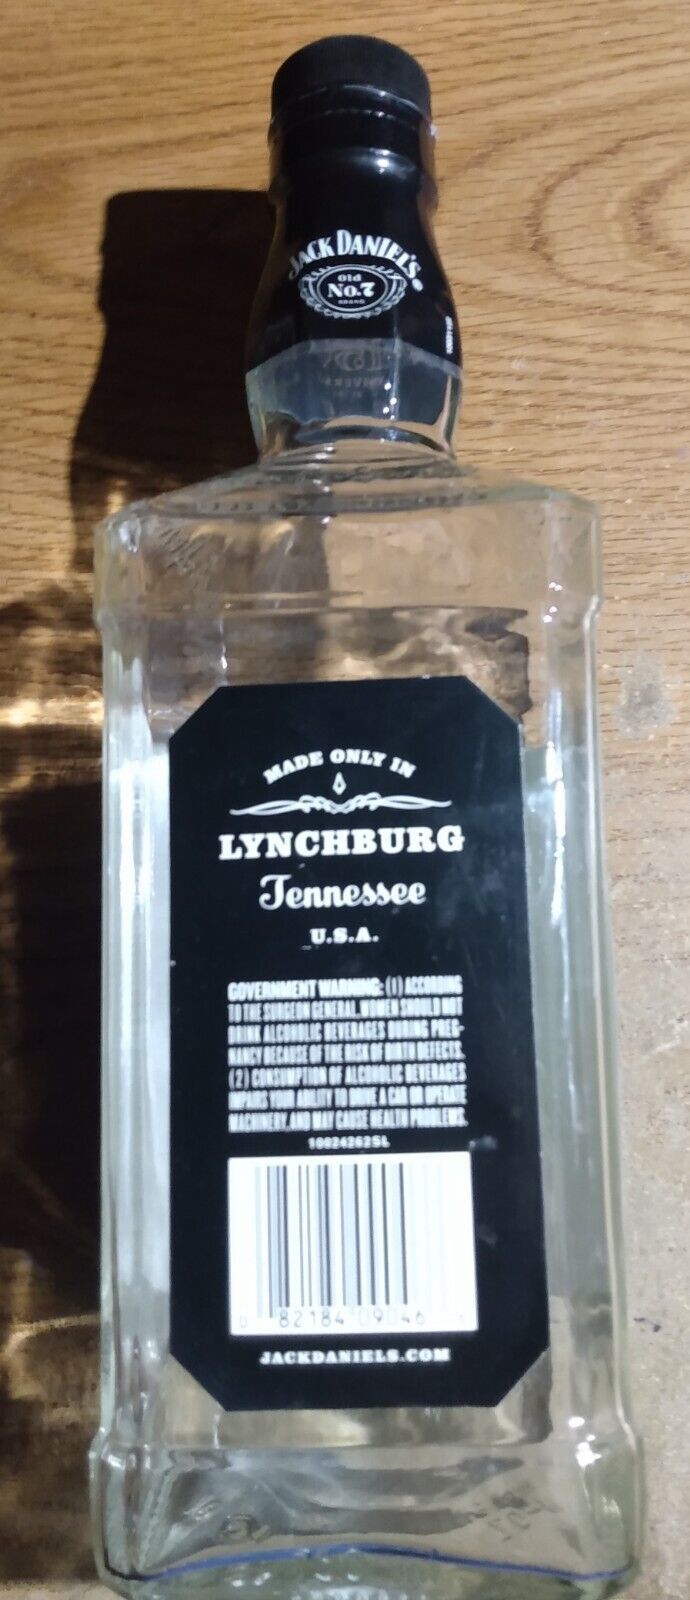 JACK DANIEL'S
Old
No.7
BRAND
MADE ONLY IN
LYNCHBURG
Tennessee
U.S.A.
GOVERNMENT WARNING: (1) ACCORDING
TO THE SURGEON GENERAL, WOMEN SHOULD NOT
DRINK ALCOHOLIC BEVERAGES DURING PREG-
NANCY BECAUSE OF THE RISK OF BIRTH DEFECTS.
(2) CONSUMPTION OF ALCOHOLIC BEVERAGES
IMPAIRS YOUR ABILITY TO DRIVE A CAR OR OPERATE
MACHINERY, AND MAY CAUSE HEALTH PROBLEMS.
10024262SL
0 82184 09046
JACKDANIELS.COM